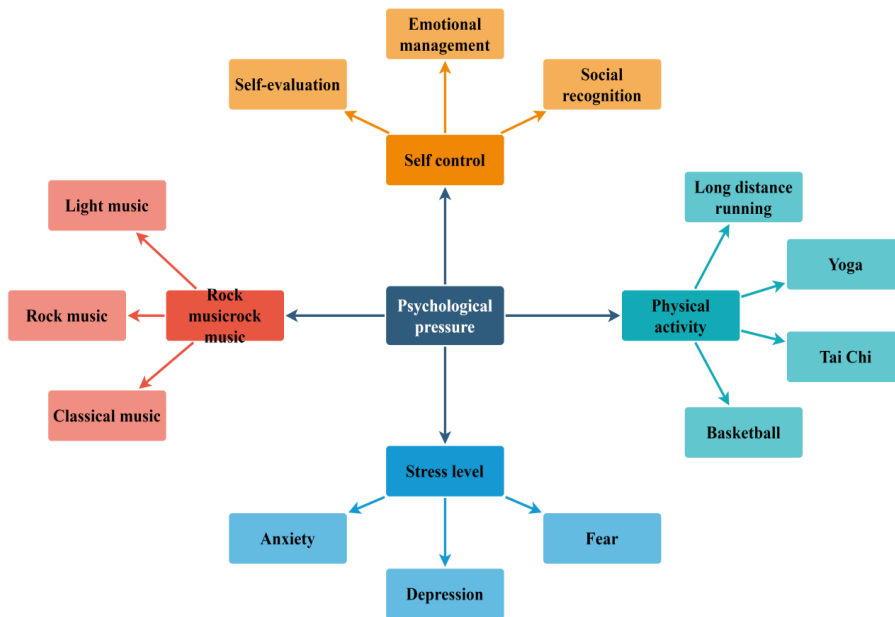 Emotional
management
Self-evaluation
Social
recognition
Self control
Long distance
running
Light music
Yoga
Rock music
Rock
musicrock
music
Psychological
pressure
Physical
activity
Tai Chi
Classical music
Basketball
Stress level
Anxiety
Fear
Depression